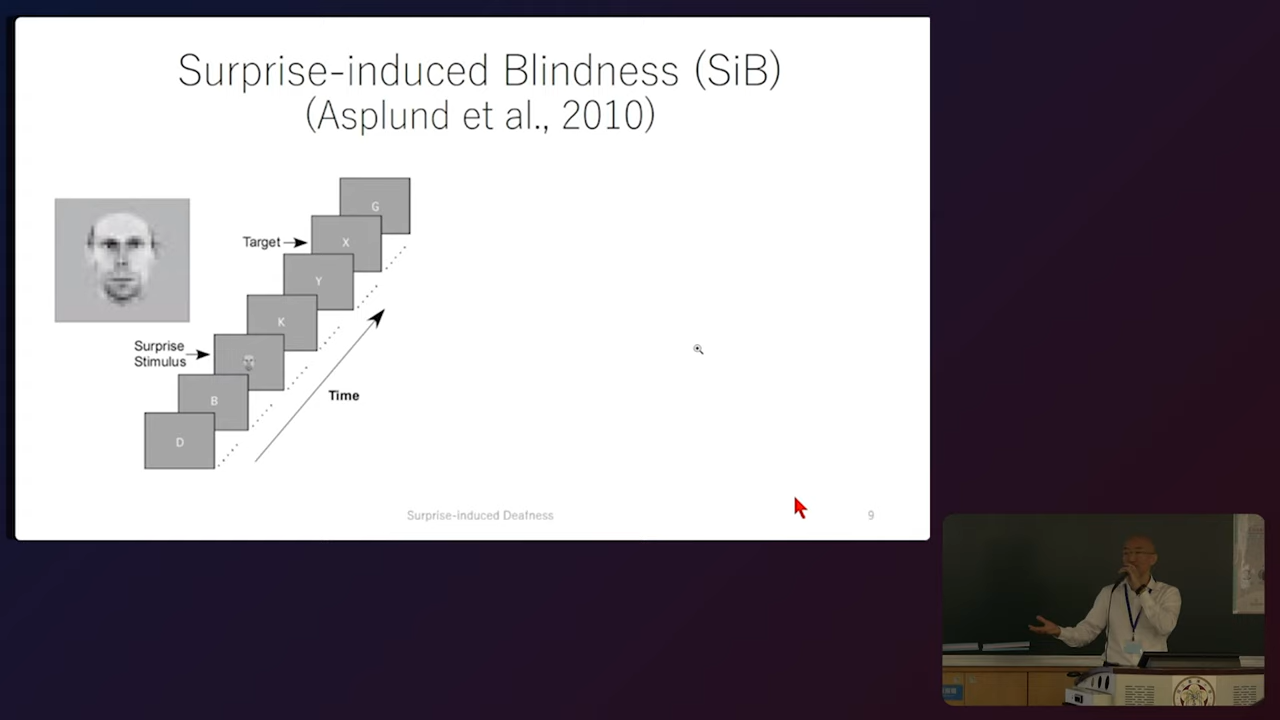 Surprise-induced Blindness (SiB)
(Asplund et al., 2010)
G
Target
X
Y
K
Surprise
Stimulus
B
Time
D
Surprise-induced Deafness
9